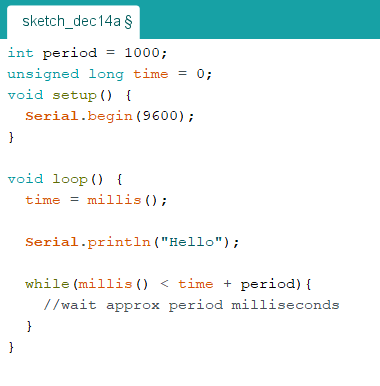 sketch_dec14a §
int period = 1000;
unsigned long time = 0;
void setup() {
  Serial.begin(9600);
}
void loop() {
  time = millis();
  Serial.println("Hello");
  while(millis() < time + period){
    //wait approx period milliseconds
  }
}